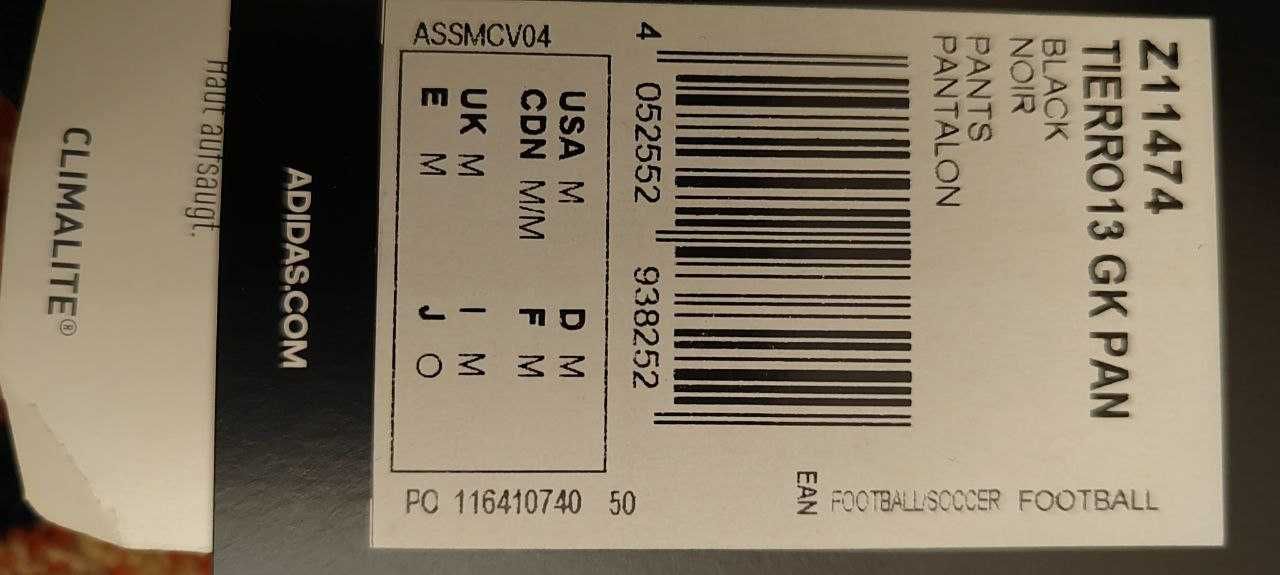 Z11474
TIERRO13 GK PAN
BLACK
NOIR
PANTS
PANTALON
FOOTBALL
FOOTBALL/SOCCER
EAN
4 052552 938252
USA M D M
CDN M/M F M
UK M I M
E M J O
ASSMCV04
PO 116410740 50
ADIDAS.COM
Haut aufsaugt.
CLIMALITE®